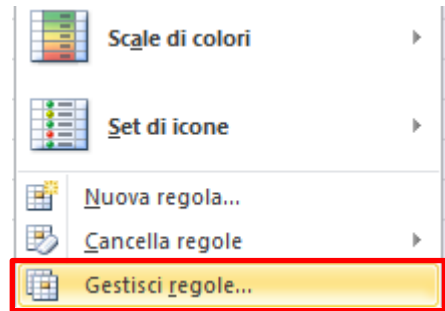 Scale di colori
Set di icone
Nuova regola...
Cancella regole
Gestisci regole...